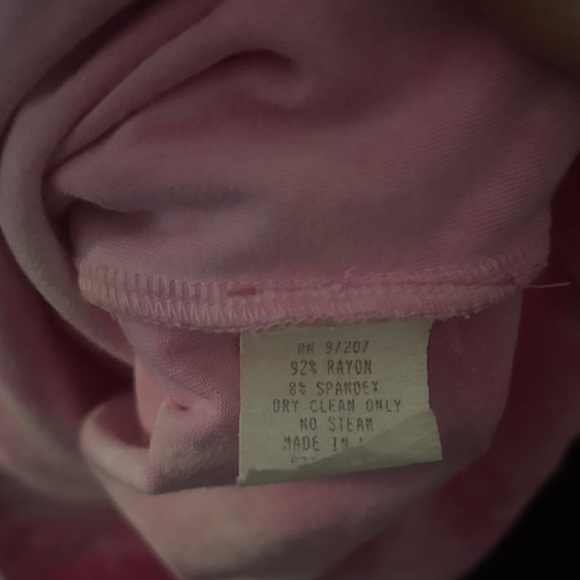 RN 97207
92% RAYON
8% SPANDEX
DRY CLEAN ONLY
NO STEAM
MADE IN